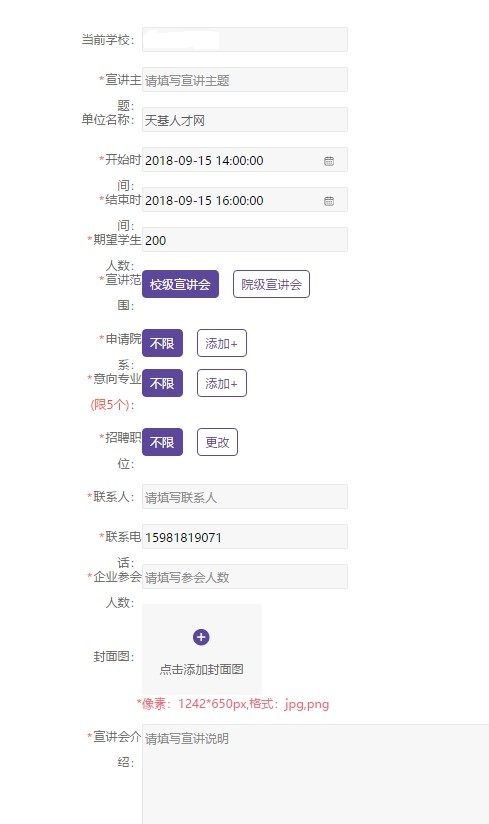 当前学校：
*宣讲主题： 请填写宣讲主题
单位名称： 天基人才网
*开始时间： 2018-09-15 14:00:00
*结束时间： 2018-09-15 16:00:00
*期望学生人数： 200
*宣讲范围： 校级宣讲会 院级宣讲会
*申请院系： 不限 添加+
*意向专业(限5个)： 不限 添加+
*招聘职位： 不限 更改
*联系人： 请填写联系人
*联系电话： 15981819071
*企业参会人数： 请填写参会人数
封面图： 点击添加封面图
*像素：1242*650px,格式：jpg,png
*宣讲会介绍： 请填写宣讲说明